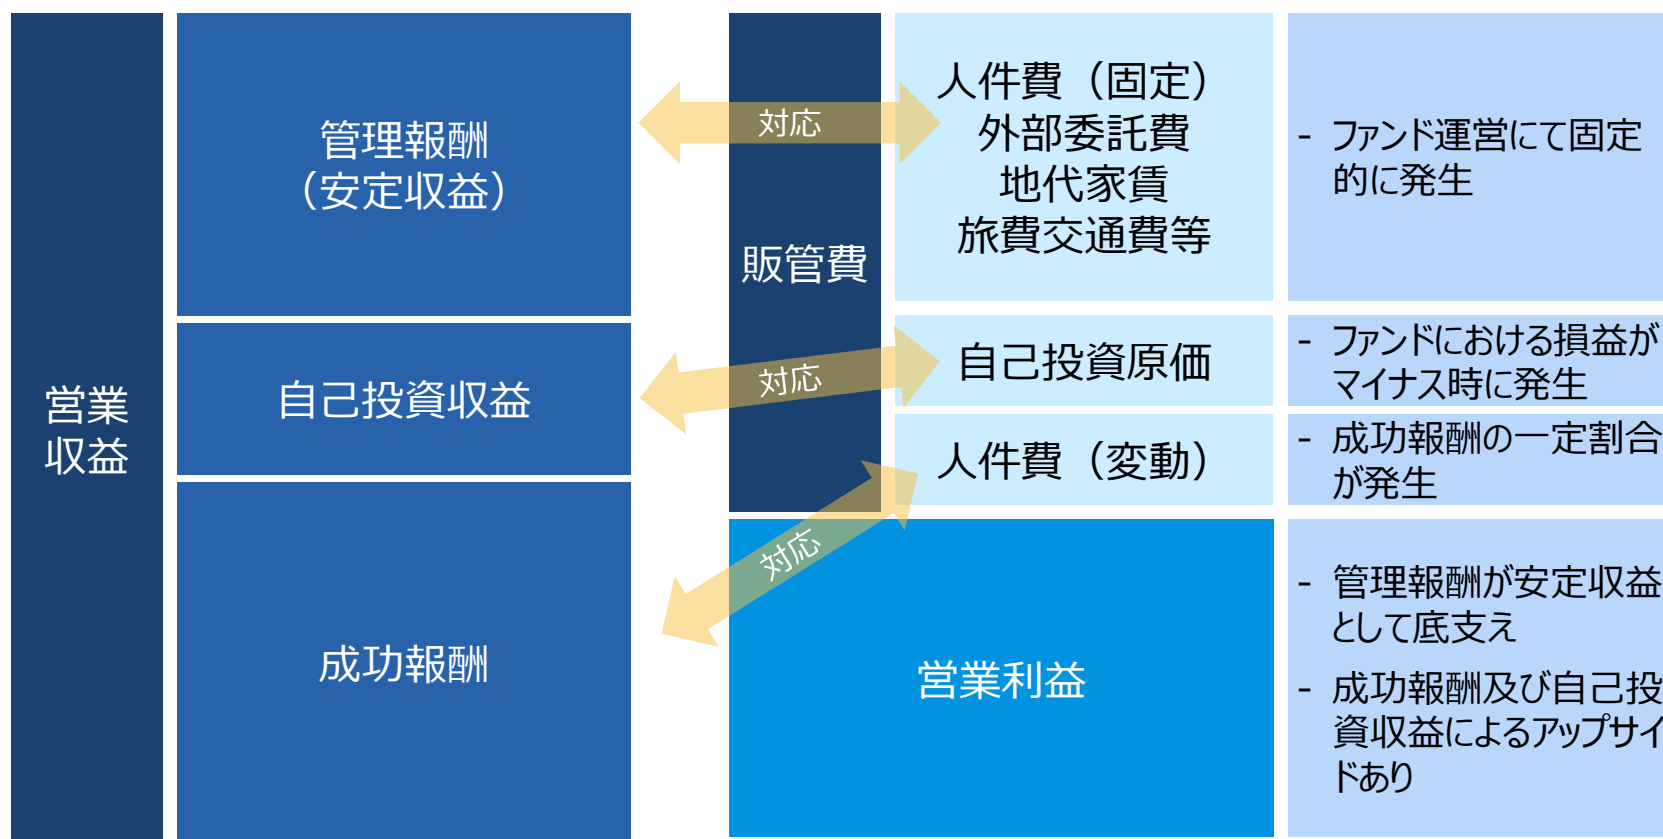 営業
収益
管理報酬
（安定収益）
自己投資収益
成功報酬
対応
対応
対応
販管費
人件費（固定）
外部委託費
地代家賃
旅費交通費等
自己投資原価
人件費（変動）
営業利益
- ファンド運営にて固定
的に発生
- ファンドにおける損益が
マイナス時に発生
- 成功報酬の一定割合
が発生
- 管理報酬が安定収益
として底支え
- 成功報酬及び自己投
資収益によるアップサイ
ドあり